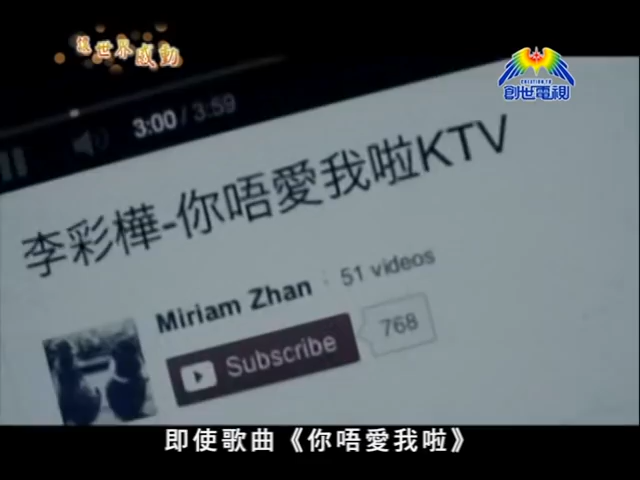 讓世界感動
CREATION TV
創世電視
3:00 / 3:59
李彩樺-你唔愛我啦KTV
Miriam Zhan 51 videos
Subscribe 768
即使歌曲《你唔愛我啦》